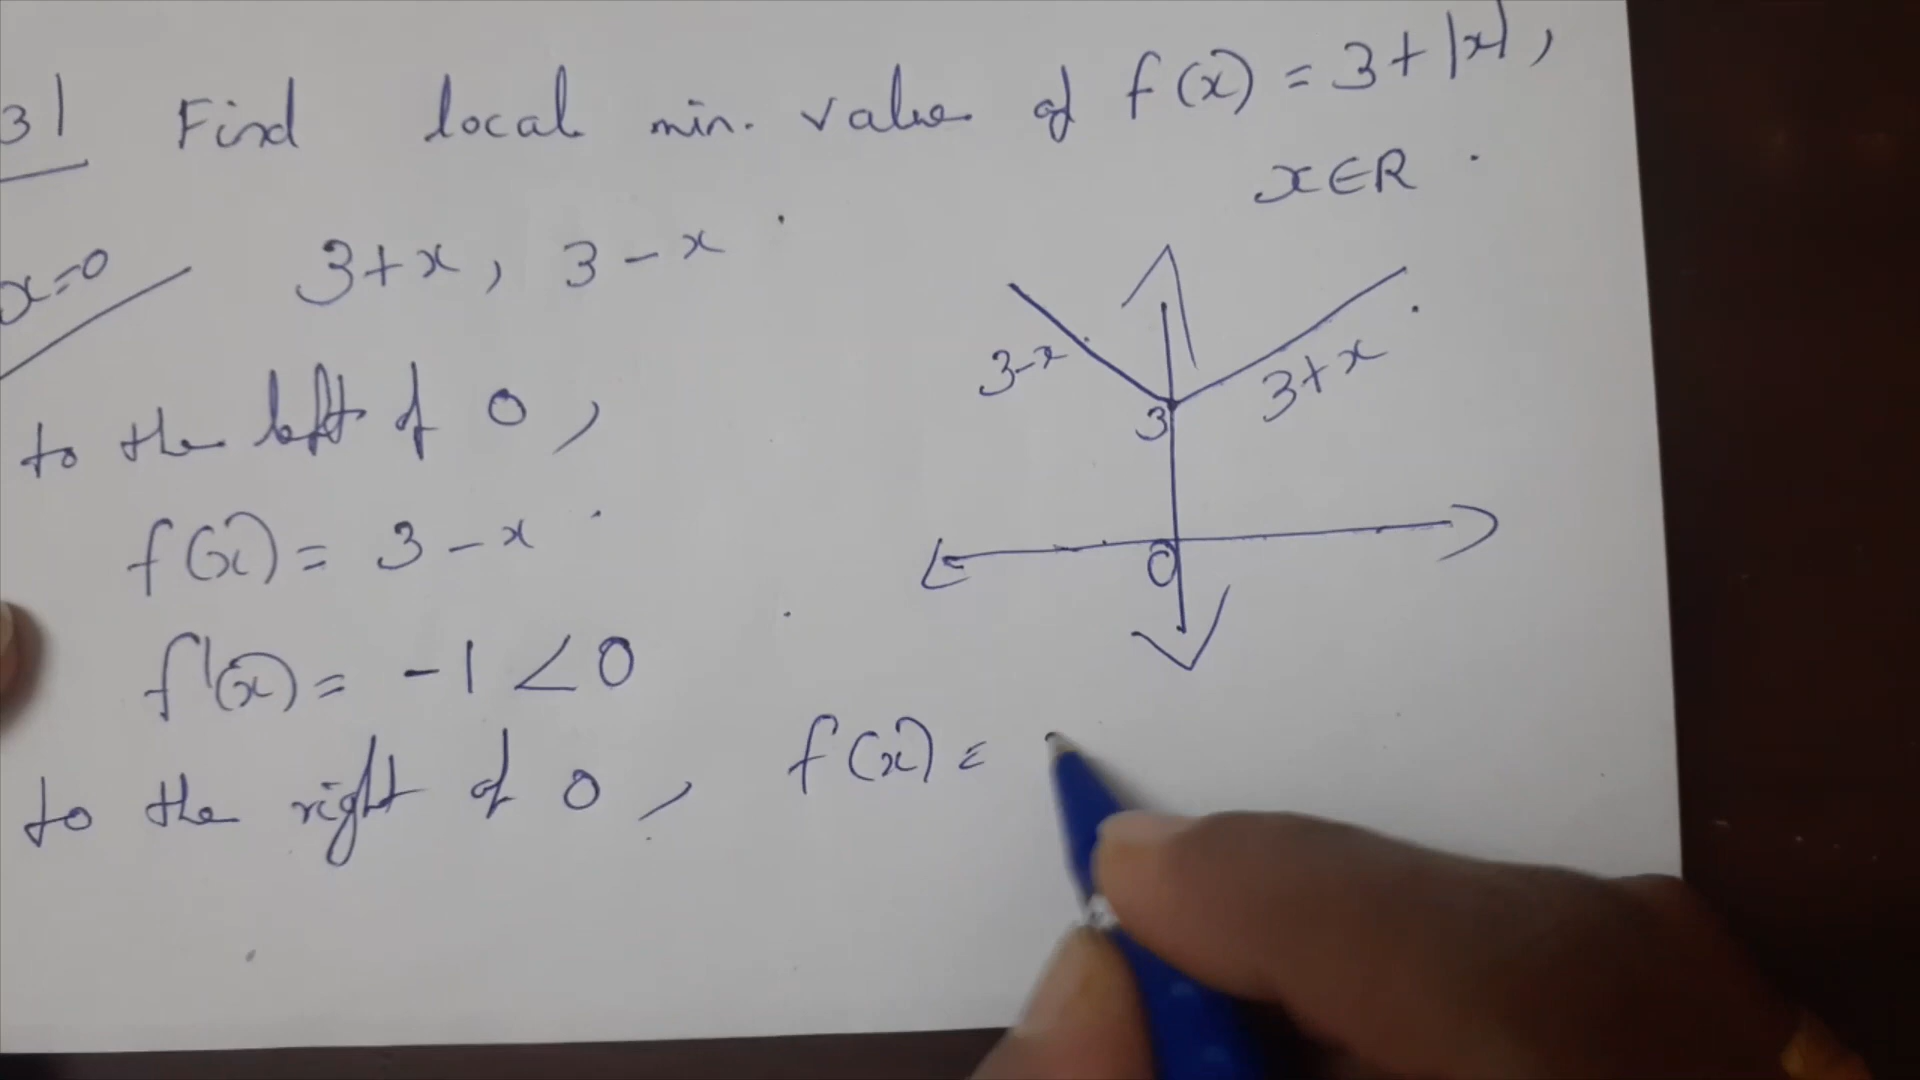 3| Find local min. value of f(x) = 3+|x|,
x∈R.
x=0 3+x, 3-x
3-x 3+x
3
to the left of 0,
f(x) = 3-x
0
f'(x) = -1 < 0
to the right of 0, f(x) =